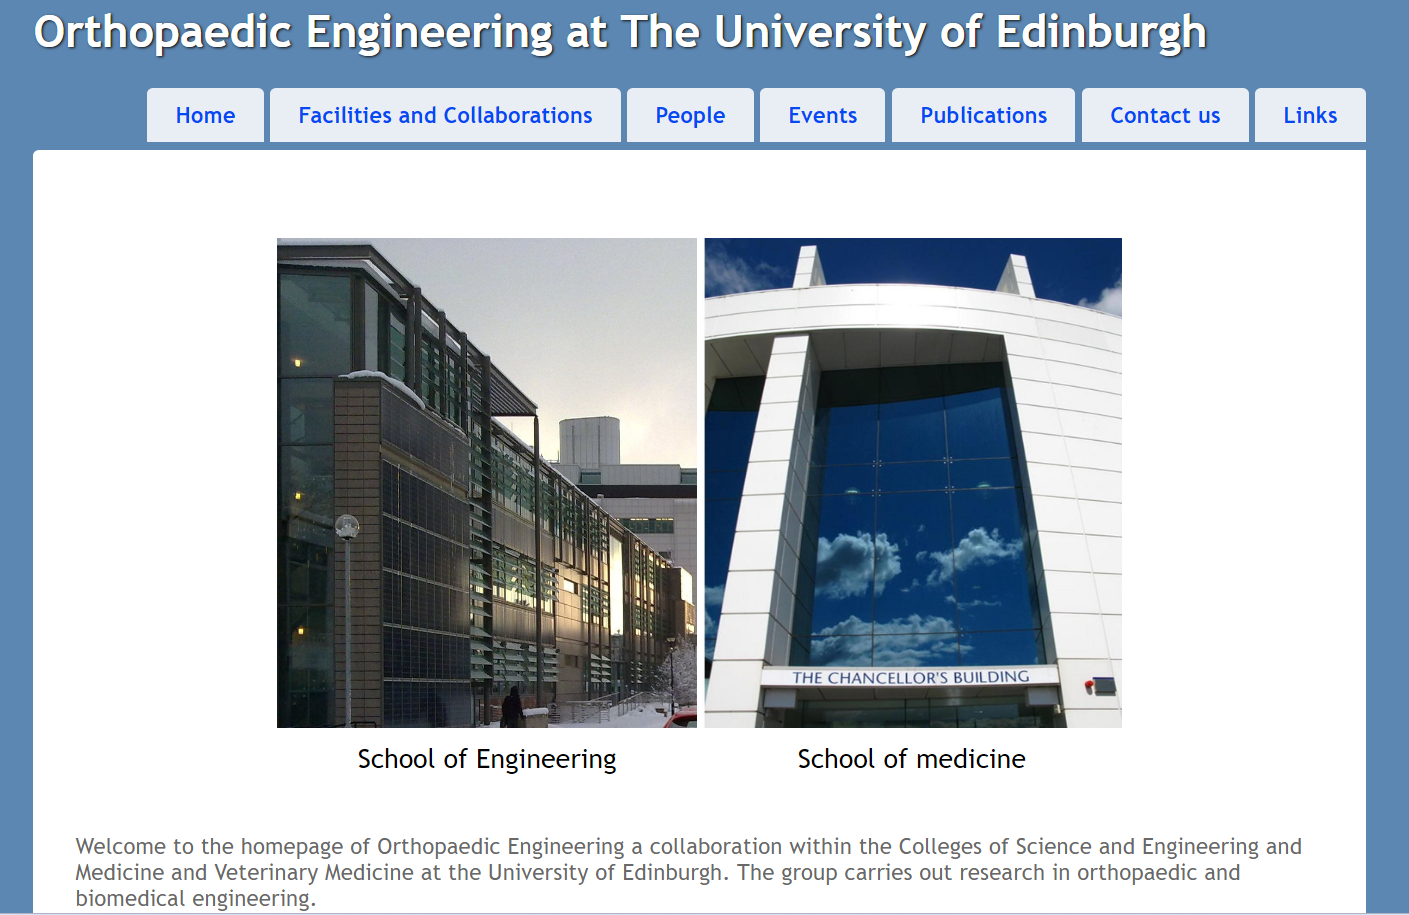 Orthopaedic Engineering at The University of Edinburgh
Home Facilities and Collaborations People Events Publications Contact us Links
THE CHANCELLOR'S BUILDING
School of Engineering School of medicine
Welcome to the homepage of Orthopaedic Engineering a collaboration within the Colleges of Science and Engineering and
Medicine and Veterinary Medicine at the University of Edinburgh. The group carries out research in orthopaedic and
biomedical engineering.